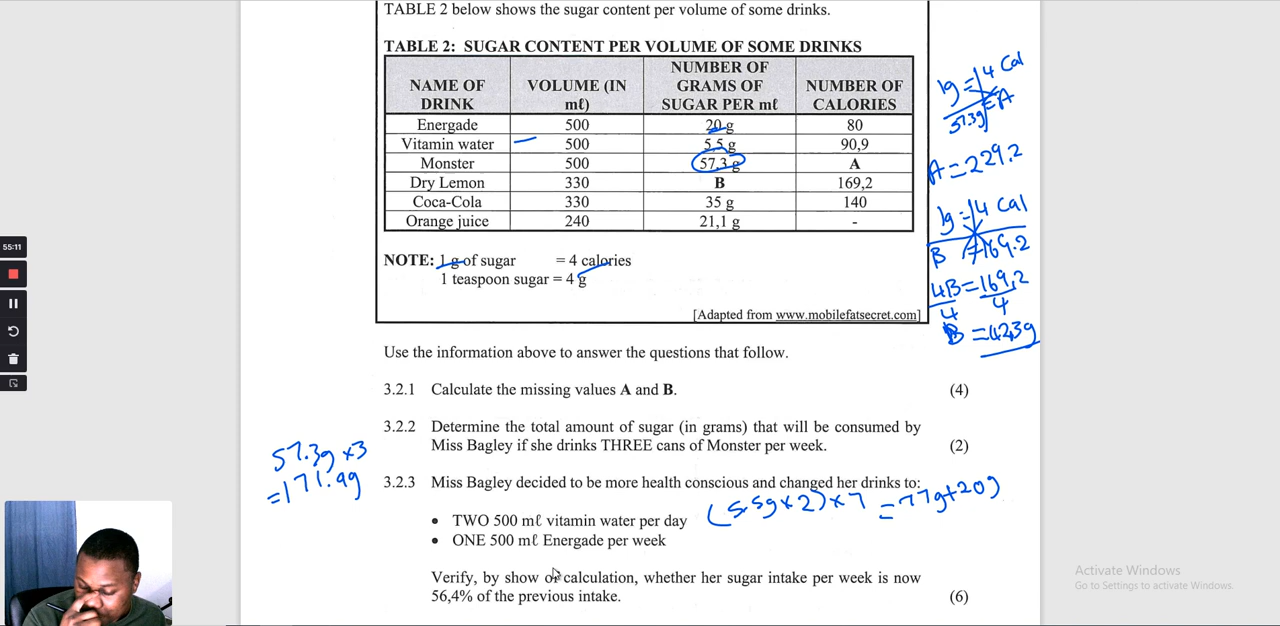 TABLE 2 below shows the sugar content per volume of some drinks.
TABLE 2: SUGAR CONTENT PER VOLUME OF SOME DRINKS
NAME OF DRINK VOLUME (IN mℓ) NUMBER OF GRAMS OF SUGAR PER mℓ NUMBER OF CALORIES
Energade 500 20 g 80
Vitamin water 500 5.5 g 90,9
Monster 500 57,3 g A
Dry Lemon 330 B 169,2
Coca-Cola 330 35 g 140
Orange juice 240 21,1 g -
NOTE: 1 g of sugar = 4 calories
1 teaspoon sugar = 4 g
[Adapted from www.mobilefatsecret.com]
1g = 4 Cal
57.3g = A
A = 229.2
1g = 4 Cal
B = 169.2
4B = 169,2
4 4
B = 42,3g
Use the information above to answer the questions that follow.
3.2.1 Calculate the missing values A and B. (4)
3.2.2 Determine the total amount of sugar (in grams) that will be consumed by
Miss Bagley if she drinks THREE cans of Monster per week. (2)
57.3g x 3
= 171.9g
3.2.3 Miss Bagley decided to be more health conscious and changed her drinks to:
(5.5g x 2) x 7 = 77g + 20g
• TWO 500 mℓ vitamin water per day
• ONE 500 mℓ Energade per week
Verify, by show of calculation, whether her sugar intake per week is now
56,4% of the previous intake. (6)
55:11
Activate Windows
Go to Settings to activate Windows.